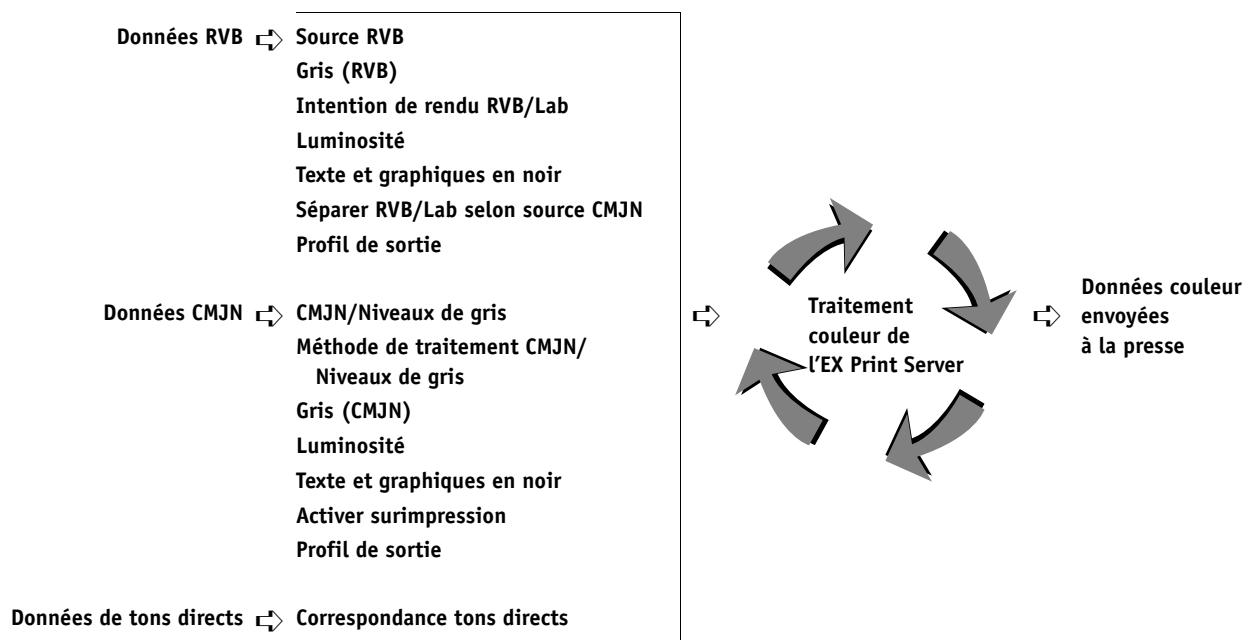 Données RVB
Source RVB
Gris (RVB)
Intention de rendu RVB/Lab
Luminosité
Texte et graphiques en noir
Séparer RVB/Lab selon source CMJN
Profil de sortie
Données CMJN
CMJN/Niveaux de gris
Méthode de traitement CMJN/
Niveaux de gris
Gris (CMJN)
Luminosité
Texte et graphiques en noir
Activer surimpression
Profil de sortie
Données de tons directs
Correspondance tons directs
Traitement
couleur de
l’EX Print Server
Données couleur
envoyées
à la presse